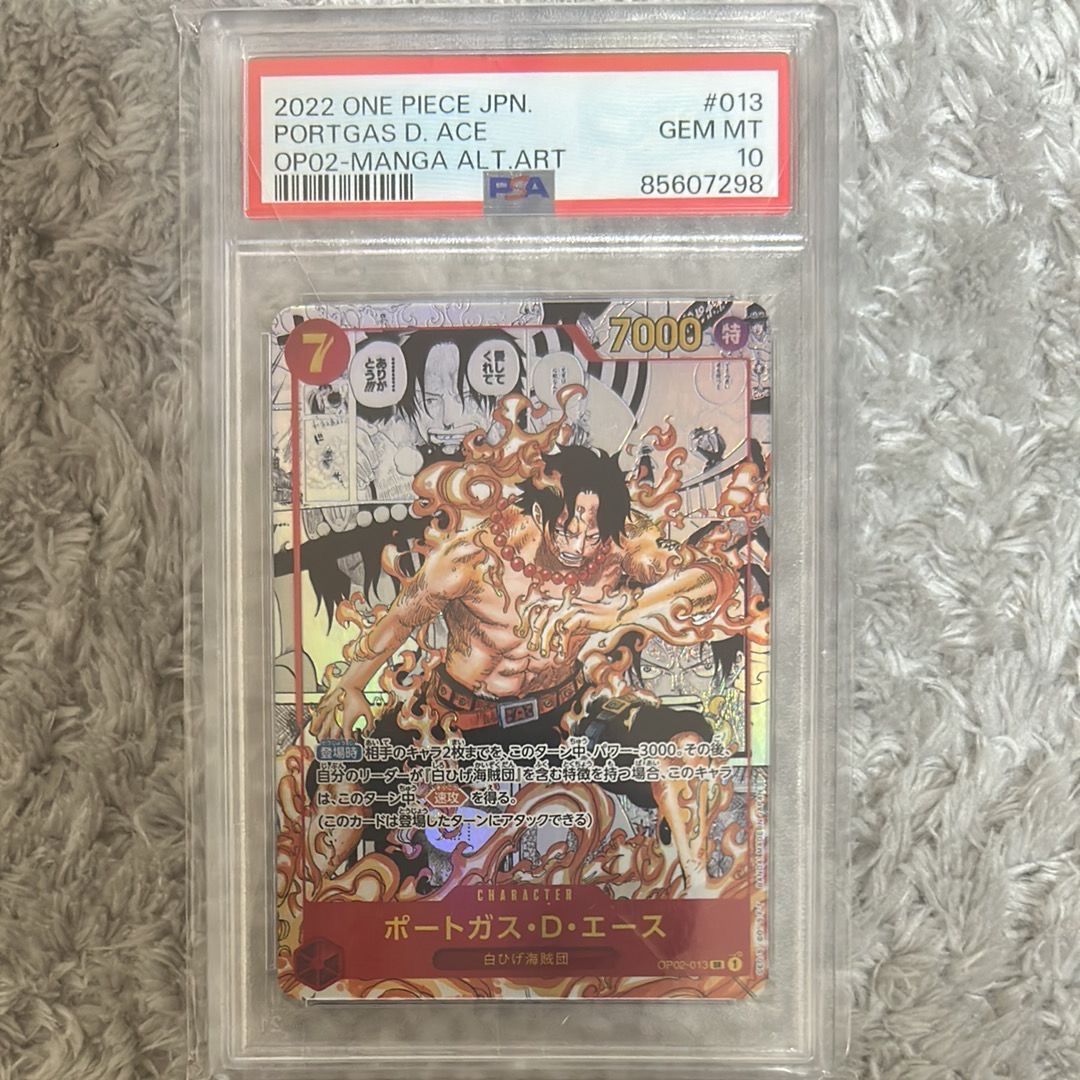 2022 ONE PIECE JPN. #013
PORTGAS D. ACE GEM MT
OP02-MANGA ALT.ART 10
PSA 85607298
7
7000 特
愛して
くれて
………
ありが
とう!!!
登場時 相手のキャラ2枚までを、このターン中、パワー-3000。その後、
自分のリーダーが『白ひげ海賊団』を含む特徴を持つ場合、このキャラ
は、このターン中、速攻を得る。
(このカードは登場したターンにアタックできる)
CHARACTER
ポートガス・D・エース
白ひげ海賊団
OP02-013 SR 1